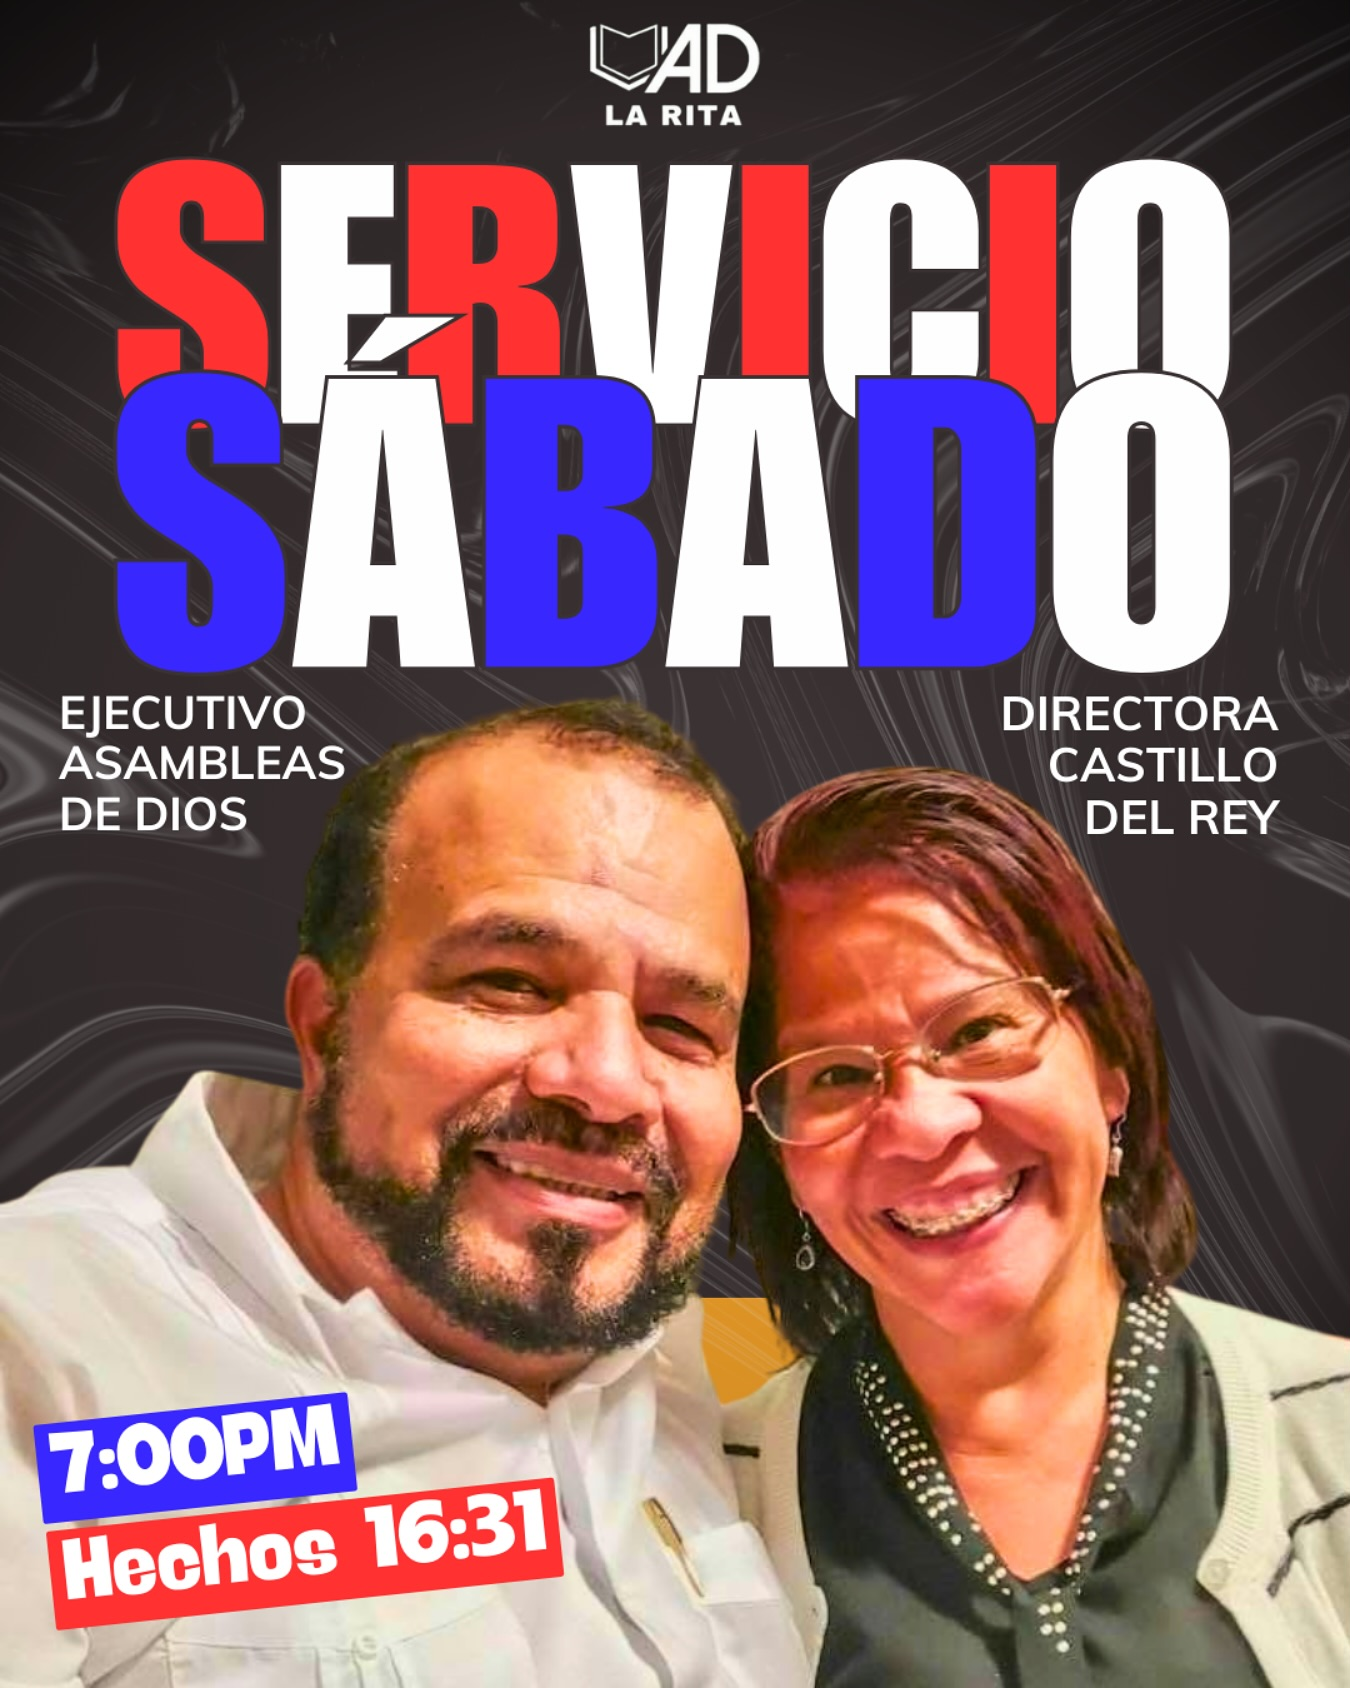 AD
LA RITA
SERVICIO
SÁBADO
EJECUTIVO
ASAMBLEAS
DE DIOS
DIRECTORA
CASTILLO
DEL REY
7:00PM
Hechos 16:31